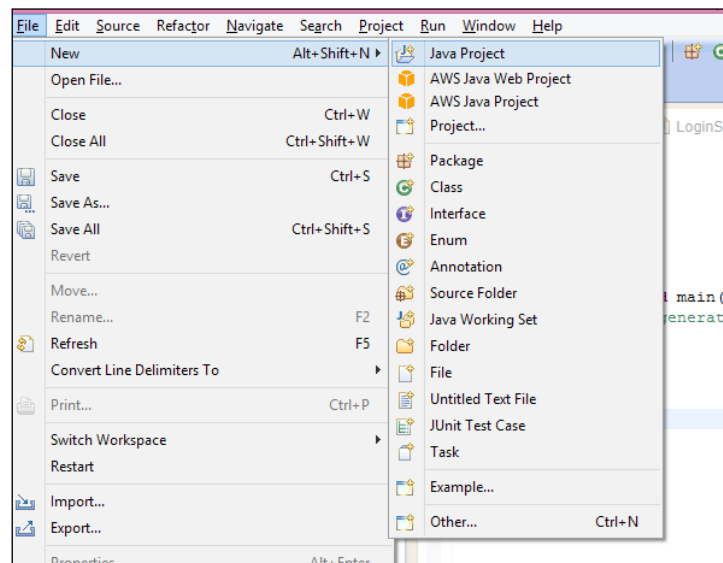 File Edit Source Refactor Navigate Search Project Run Window Help
New Alt+Shift+N
Open File...
Close Ctrl+W
Close All Ctrl+Shift+W
Save Ctrl+S
Save As...
Save All Ctrl+Shift+S
Revert
Move...
Rename... F2
Refresh F5
Convert Line Delimiters To
Print... Ctrl+P
Switch Workspace
Restart
Import...
Export...
Properties Alt+Enter
Java Project
AWS Java Web Project
AWS Java Project
Project...
Package
Class
Interface
Enum
Annotation
Source Folder
Java Working Set
Folder
File
Untitled Text File
JUnit Test Case
Task
Example...
Other... Ctrl+N
LoginS
main(
generat